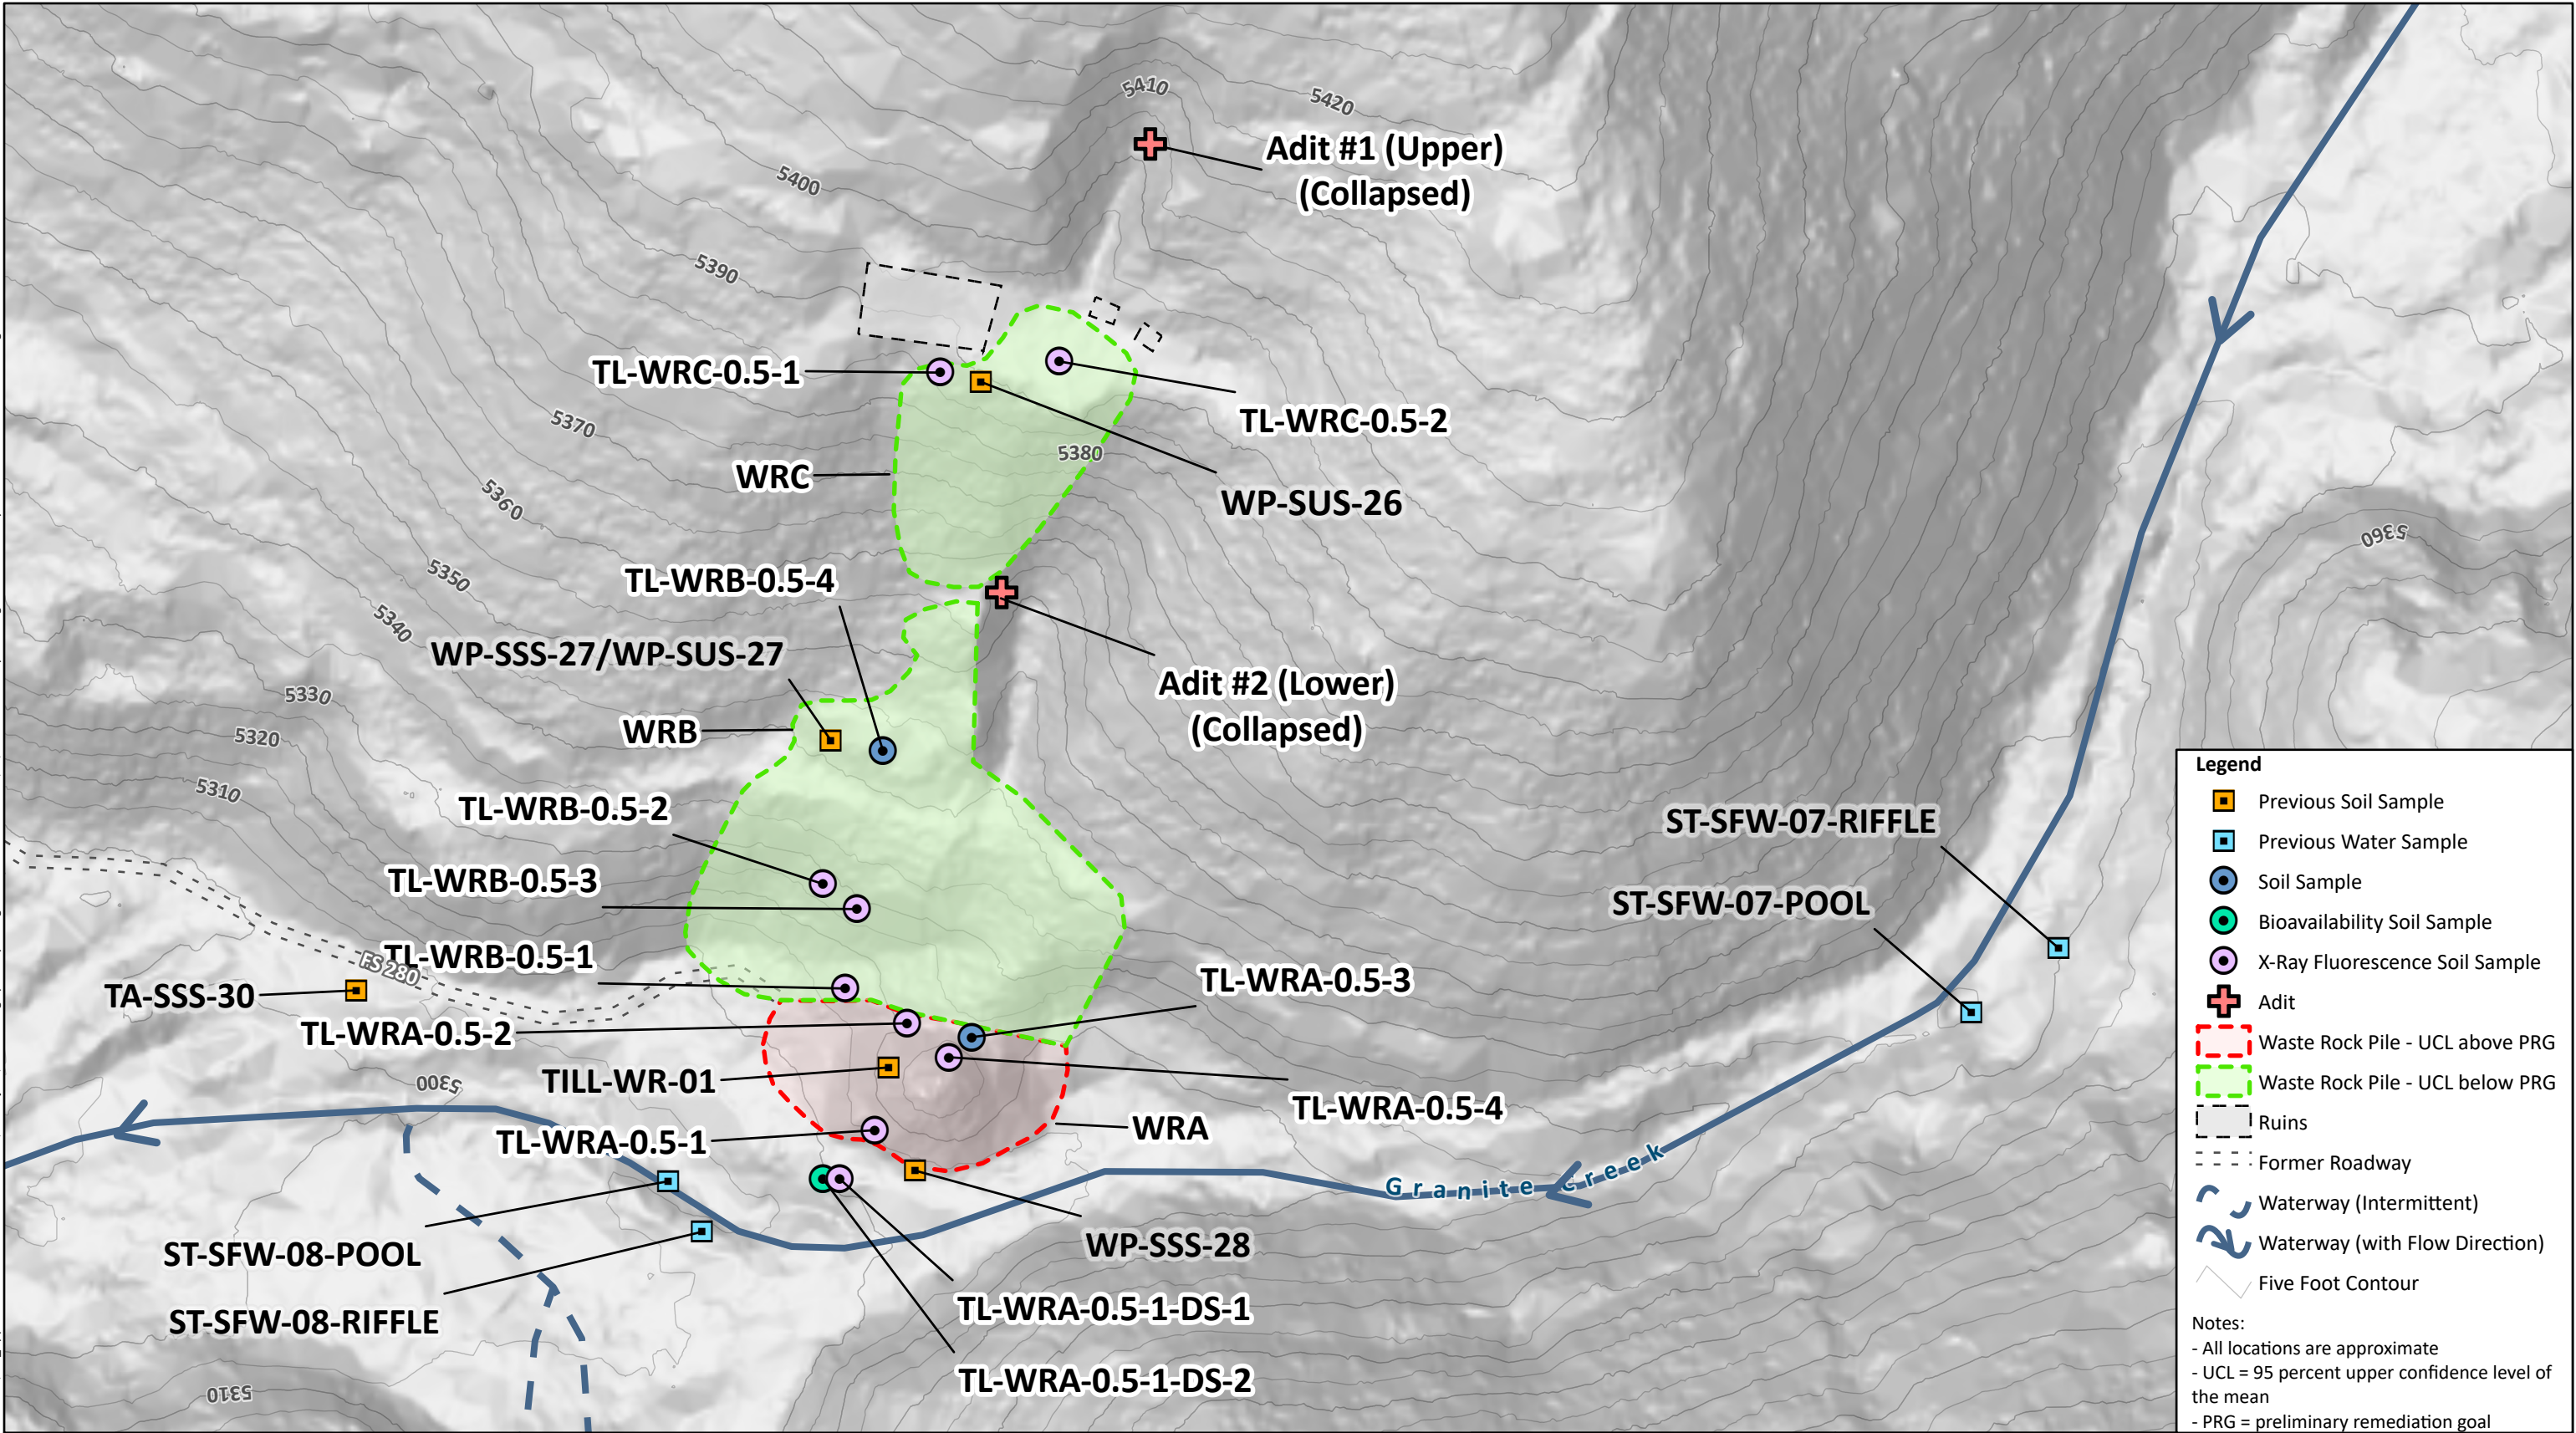 5410
5420
Adit #1 (Upper)
(Collapsed)
5400
5390
TL-WRC-0.5-1
TL-WRC-0.5-2
5370
5380
WRC
WP-SUS-26
5360
5360
5350
TL-WRB-0.5-4
5340
WP-SSS-27/WP-SUS-27
Adit #2 (Lower)
(Collapsed)
5330
WRB
5320
5310
TL-WRB-0.5-2
ST-SFW-07-RIFFLE
TL-WRB-0.5-3
ST-SFW-07-POOL
TL-WRB-0.5-1
FS 280
TL-WRA-0.5-3
TA-SSS-30
TL-WRA-0.5-2
TILL-WR-01
5300
TL-WRA-0.5-4
WRA
TL-WRA-0.5-1
Granite Creek
ST-SFW-08-POOL
WP-SSS-28
ST-SFW-08-RIFFLE
TL-WRA-0.5-1-DS-1
TL-WRA-0.5-1-DS-2
5310
Legend
Previous Soil Sample
Previous Water Sample
Soil Sample
Bioavailability Soil Sample
X-Ray Fluorescence Soil Sample
Adit
Waste Rock Pile - UCL above PRG
Waste Rock Pile - UCL below PRG
Ruins
Former Roadway
Waterway (Intermittent)
Waterway (with Flow Direction)
Five Foot Contour
Notes:
- All locations are approximate
- UCL = 95 percent upper confidence level of
the mean
- PRG = preliminary remediation goal